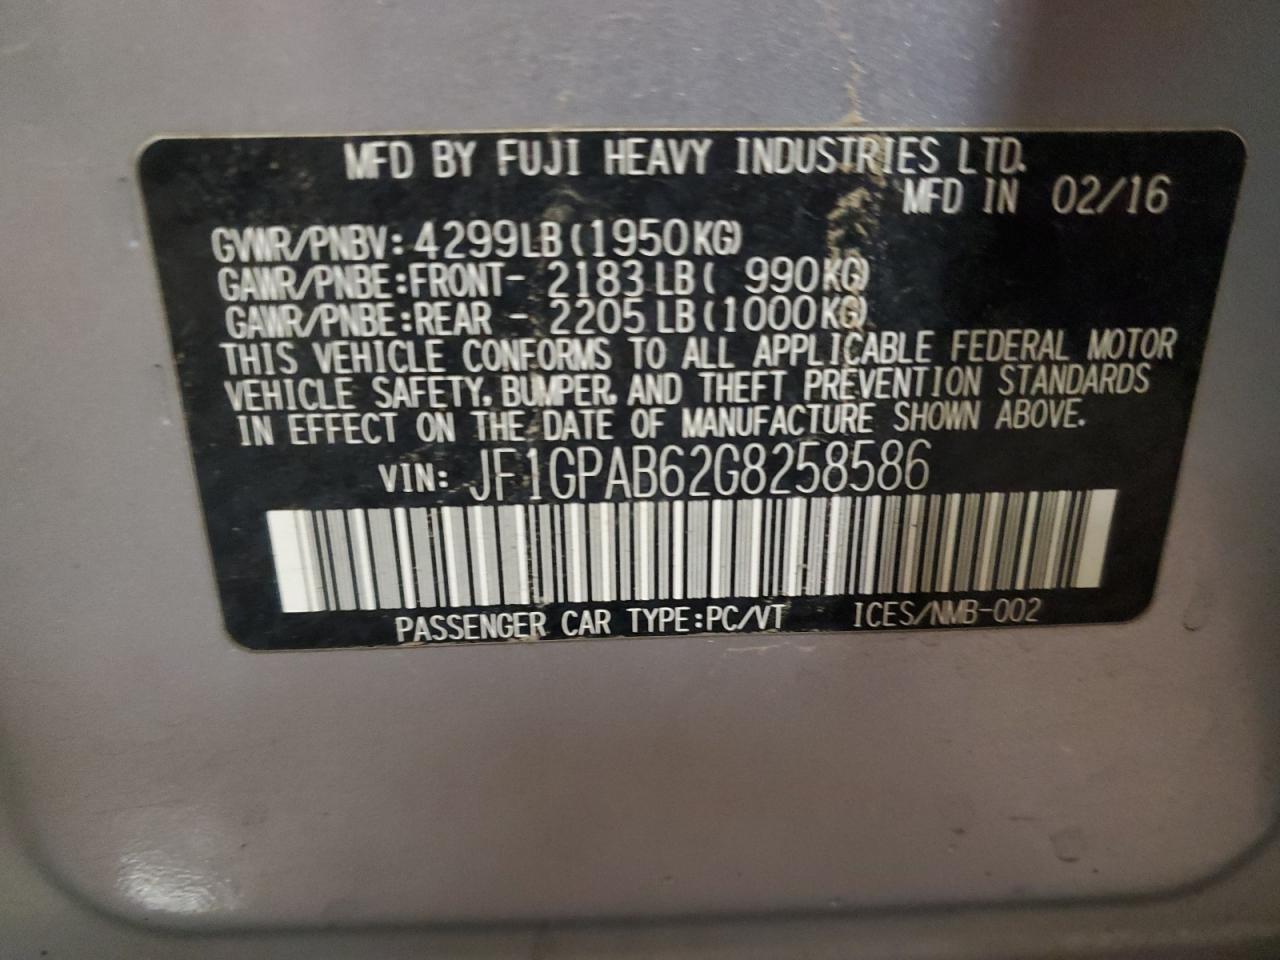 MFD BY FUJI HEAVY INDUSTRIES LTD.
MFD IN 02/16
GVWR/PNBV: 4299LB(1950KG)
GAWR/PNBE:FRONT- 2183 LB( 990KG)
GAWR/PNBE:REAR - 2205 LB(1000KG)
THIS VEHICLE CONFORMS TO ALL APPLICABLE FEDERAL MOTOR
VEHICLE SAFETY, BUMPER, AND THEFT PREVENTION STANDARDS
IN EFFECT ON THE DATE OF MANUFACTURE SHOWN ABOVE.
VIN: JF1GPAB62G8258586
PASSENGER CAR TYPE:PC/VT ICES/NMB-002